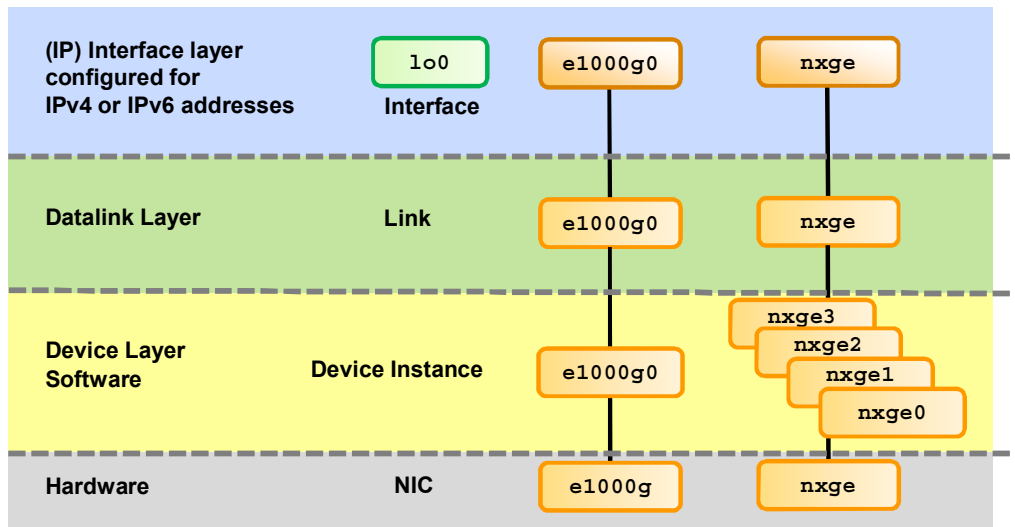 (IP) Interface layer
configured for
IPv4 or IPv6 addresses
lo0
Interface
e1000g0
nxge
Datalink Layer
Link
e1000g0
nxge
Device Layer
Software
Device Instance
e1000g0
nxge3
nxge2
nxge1
nxge0
Hardware
NIC
e1000g
nxge